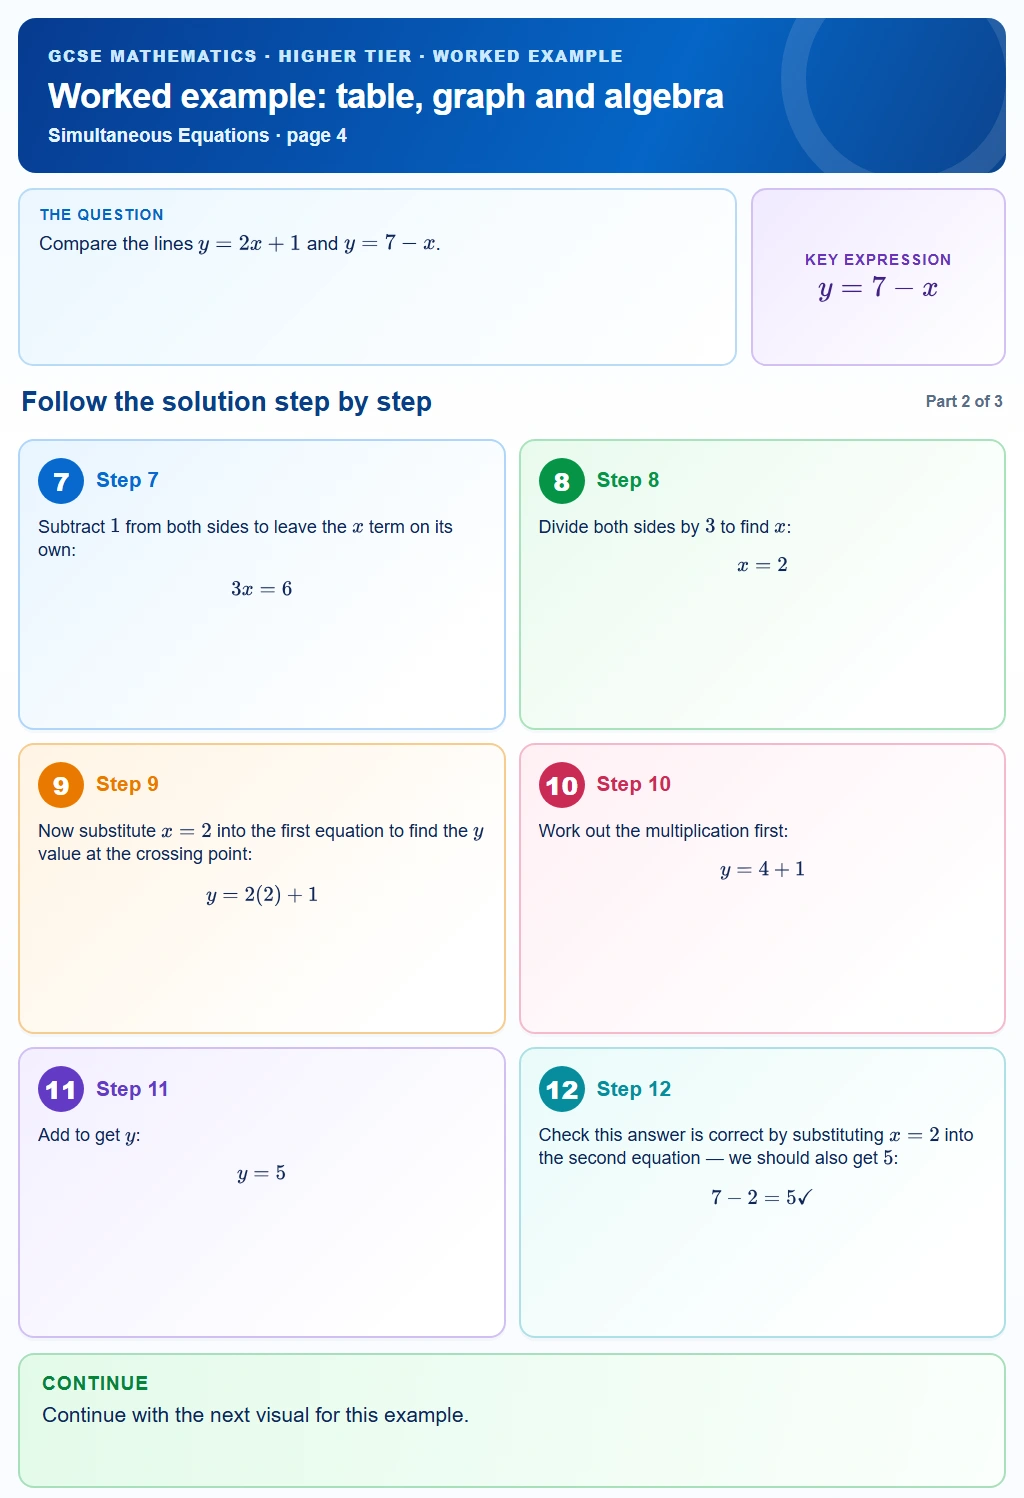 GCSE MATHEMATICS · HIGHER TIER · WORKED EXAMPLE
Worked example: table, graph and algebra
Simultaneous Equations · page 4
THE QUESTION
Compare the lines y = 2x + 1 and y = 7 − x.
KEY EXPRESSION
y = 7 − x
Follow the solution step by step
Part 2 of 3
7 Step 7
Subtract 1 from both sides to leave the x term on its
own:
3x = 6
8 Step 8
Divide both sides by 3 to find x:
x = 2
9 Step 9
Now substitute x = 2 into the first equation to find the y
value at the crossing point:
y = 2(2) + 1
10 Step 10
Work out the multiplication first:
y = 4 + 1
11 Step 11
Add to get y:
y = 5
12 Step 12
Check this answer is correct by substituting x = 2 into
the second equation — we should also get 5:
7 − 2 = 5✓
CONTINUE
Continue with the next visual for this example.